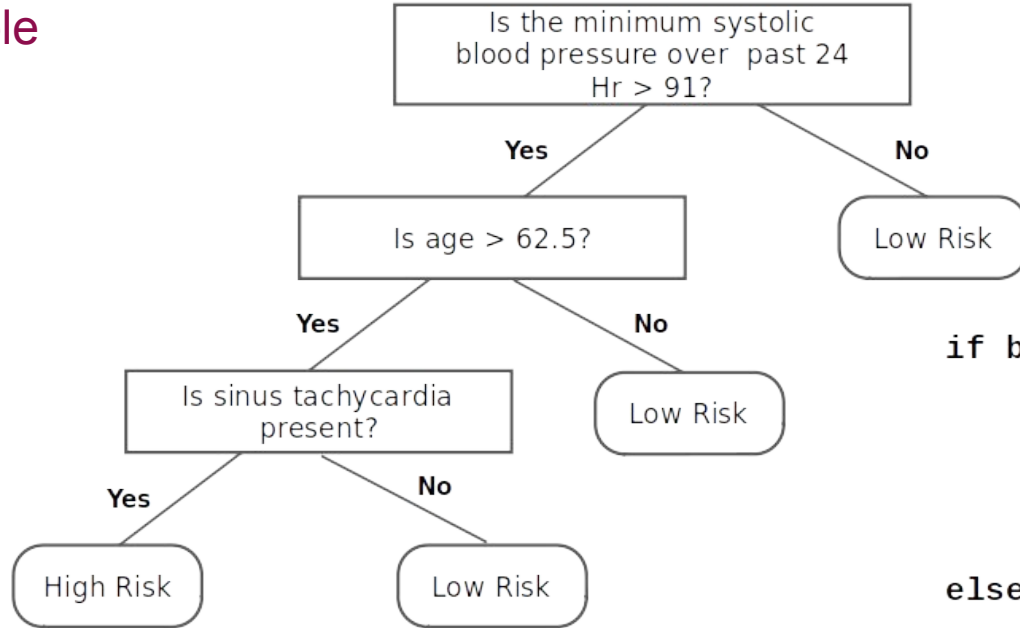 le
Is the minimum systolic
blood pressure over past 24
Hr > 91?
Yes
No
Is age > 62.5?
Low Risk
Yes
No
if b
Is sinus tachycardia
present?
Low Risk
Yes
No
High Risk
Low Risk
else